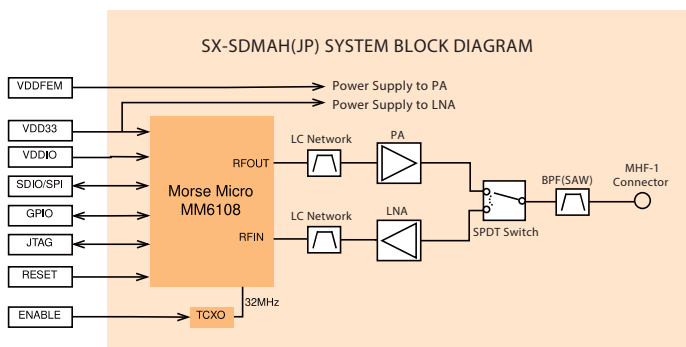 SX-SDMAH(JP) SYSTEM BLOCK DIAGRAM
VDDFEM
Power Supply to PA
Power Supply to LNA
VDD33
VDDIO
SDIO/SPI
GPIO
JTAG
RESET
ENABLE
Morse Micro
MM6108
RFOUT
RFIN
32MHz
TCXO
LC Network
PA
LC Network
LNA
SPDT Switch
BPF(SAW)
MHF-1
Connector